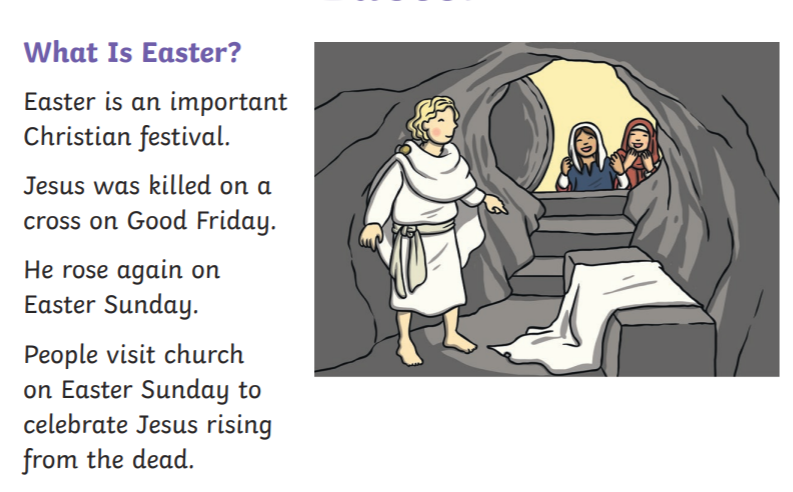 What Is Easter?
Easter is an important
Christian festival.
Jesus was killed on a
cross on Good Friday.
He rose again on
Easter Sunday.
People visit church
on Easter Sunday to
celebrate Jesus rising
from the dead.